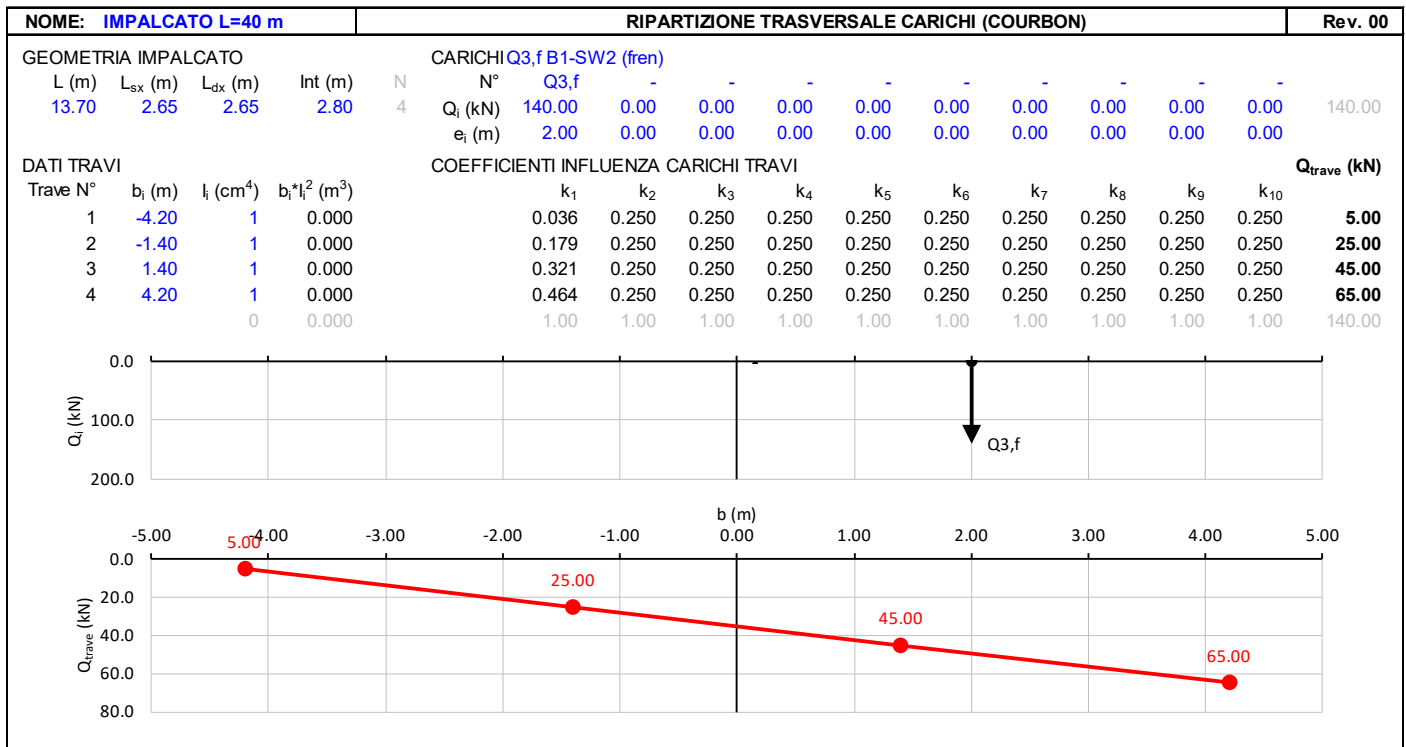 NOME: IMPALCATO L=40 m RIPARTIZIONE TRASVERSALE CARICHI (COURBON) Rev. 00
GEOMETRIA IMPALCATO CARICHI Q3,f B1-SW2 (fren)
L (m) Lsx (m) Ldx (m) Int (m) N N° Q3,f - - - - - - - - -
13.70 2.65 2.65 2.80 4 Qi (kN) 140.00 0.00 0.00 0.00 0.00 0.00 0.00 0.00 0.00 0.00 140.00
ei (m) 2.00 0.00 0.00 0.00 0.00 0.00 0.00 0.00 0.00 0.00
DATI TRAVI COEFFICIENTI INFLUENZA CARICHI TRAVI Qtrave (kN)
Trave N° bi (m) Ii (cm4) bi*Ii2 (m3) k1 k2 k3 k4 k5 k6 k7 k8 k9 k10
1 -4.20 1 0.000 0.036 0.250 0.250 0.250 0.250 0.250 0.250 0.250 0.250 0.250 5.00
2 -1.40 1 0.000 0.179 0.250 0.250 0.250 0.250 0.250 0.250 0.250 0.250 0.250 25.00
3 1.40 1 0.000 0.321 0.250 0.250 0.250 0.250 0.250 0.250 0.250 0.250 0.250 45.00
4 4.20 1 0.000 0.464 0.250 0.250 0.250 0.250 0.250 0.250 0.250 0.250 0.250 65.00
0 0.000 1.00 1.00 1.00 1.00 1.00 1.00 1.00 1.00 1.00 1.00 140.00
0.0
100.0
200.0
Qi (kN)
Q3,f
b (m)
-5.00 -4.00 -3.00 -2.00 -1.00 0.00 1.00 2.00 3.00 4.00 5.00
0.0
20.0
40.0
60.0
80.0
Qtrave (kN)
5.00
25.00
45.00
65.00